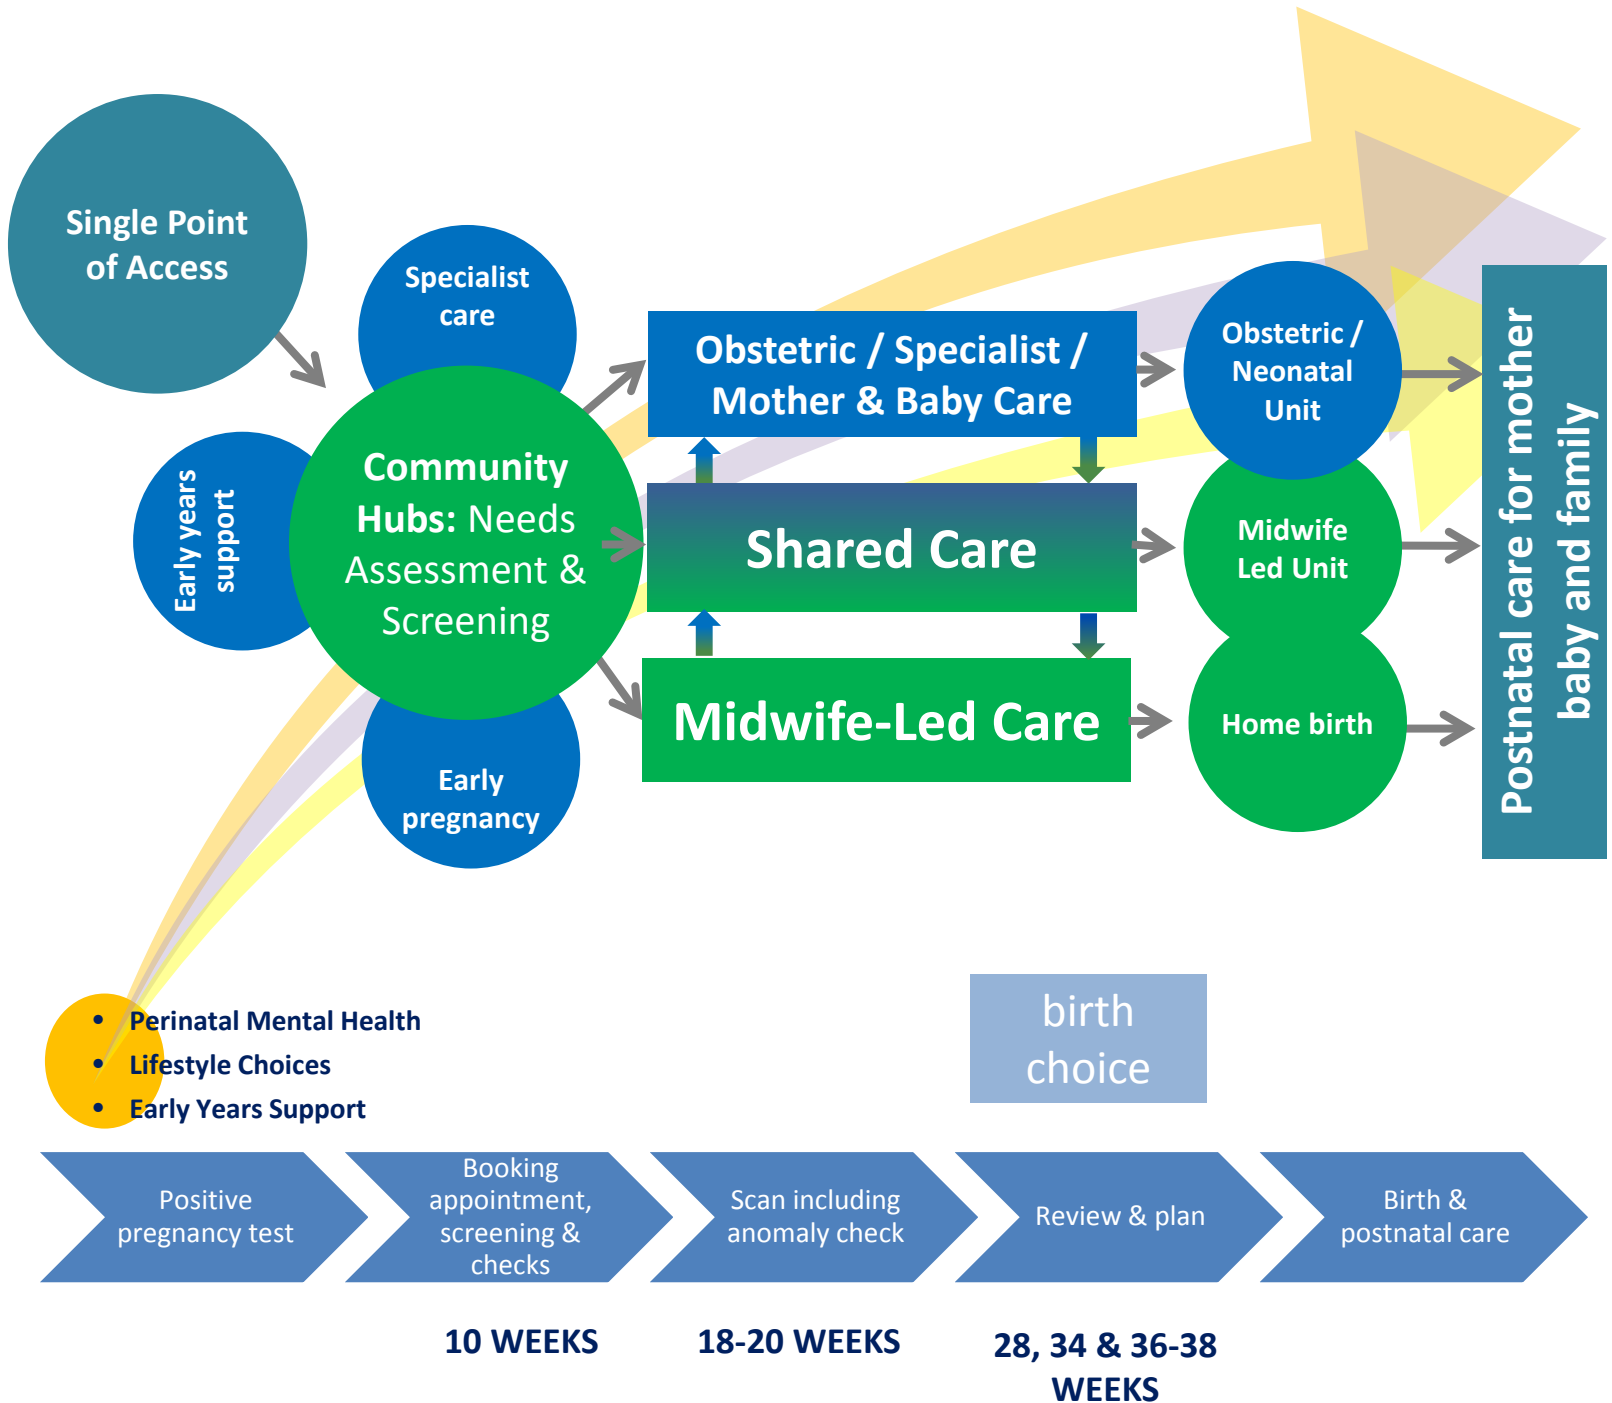 Single Point
of Access
Specialist
care
Early years
support
Community
Hubs: Needs
Assessment &
Screening
Early
pregnancy
Obstetric / Specialist /
Mother & Baby Care
Shared Care
Midwife-Led Care
Obstetric /
Neonatal
Unit
Midwife
Led Unit
Home birth
Postnatal care for mother
baby and family
• Perinatal Mental Health
• Lifestyle Choices
• Early Years Support
birth
choice
Positive
pregnancy test
Booking
appointment,
screening &
checks
Scan including
anomaly check
Review & plan
Birth &
postnatal care
10 WEEKS
18-20 WEEKS
28, 34 & 36-38
WEEKS